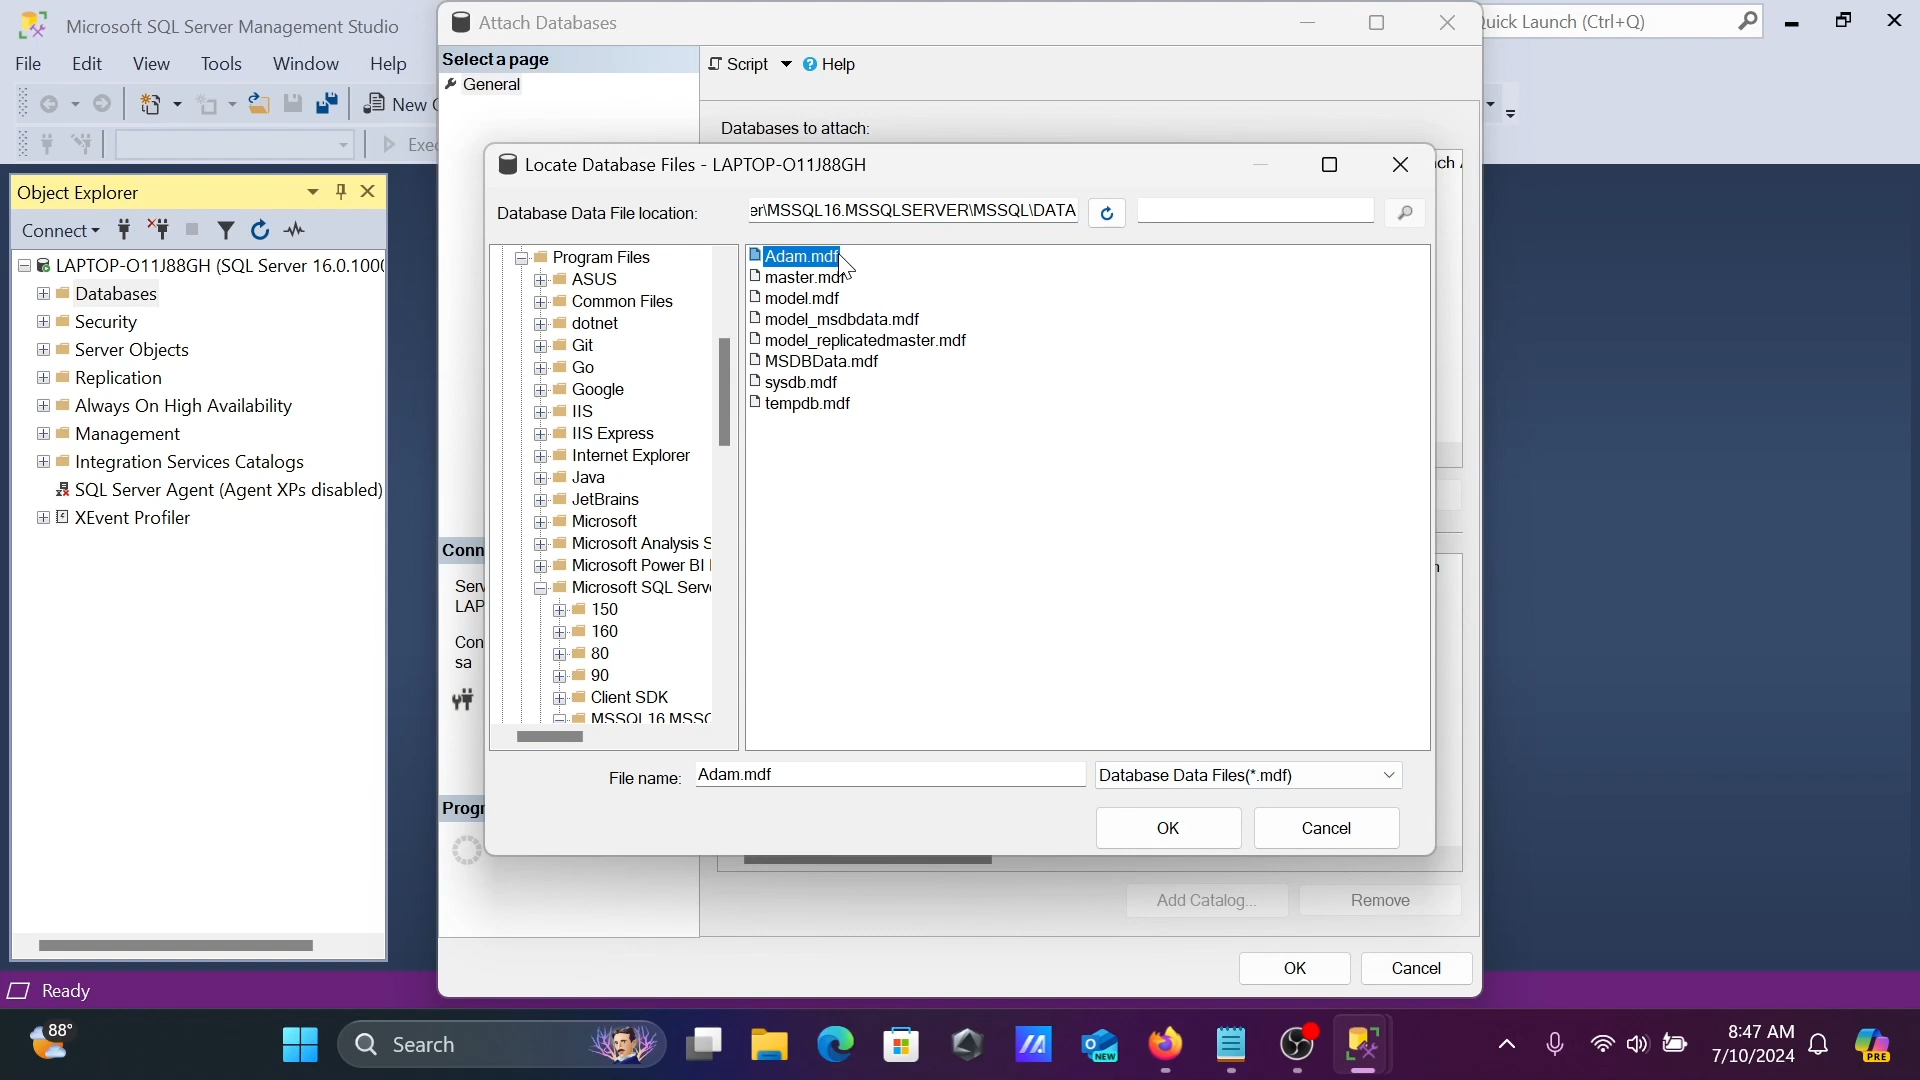 Microsoft SQL Server Management Studio
Quick Launch (Ctrl+Q)
File Edit View Tools Window Help
New
Object Explorer
Connect
LAPTOP-O11J88GH (SQL Server 16.0.1000
Databases
Security
Server Objects
Replication
Always On High Availability
Management
Integration Services Catalogs
SQL Server Agent (Agent XPs disabled)
XEvent Profiler
Ready
Attach Databases
Select a page
General
Script
Help
Databases to attach:
Locate Database Files - LAPTOP-O11J88GH
Database Data File location:
er\MSSQL16.MSSQLSERVER\MSSQL\DATA
Program Files
ASUS
Common Files
dotnet
Git
Go
Google
IIS
IIS Express
Internet Explorer
Java
JetBrains
Microsoft
Microsoft Analysis S
Microsoft Power BI
Microsoft SQL Serve
150
160
80
90
Client SDK
MSSQL16.MSSQ
Adam.mdf
master.mdf
model.mdf
model_msdbdata.mdf
model_replicatedmaster.mdf
MSDBData.mdf
sysdb.mdf
tempdb.mdf
File name:
Adam.mdf
Database Data Files(*.mdf)
OK
Cancel
Conn
Serv
LAP
Con
sa
Progr
Add Catalog...
Remove
OK
Cancel
88°
Search
NEW
8:47 AM
7/10/2024
PRE